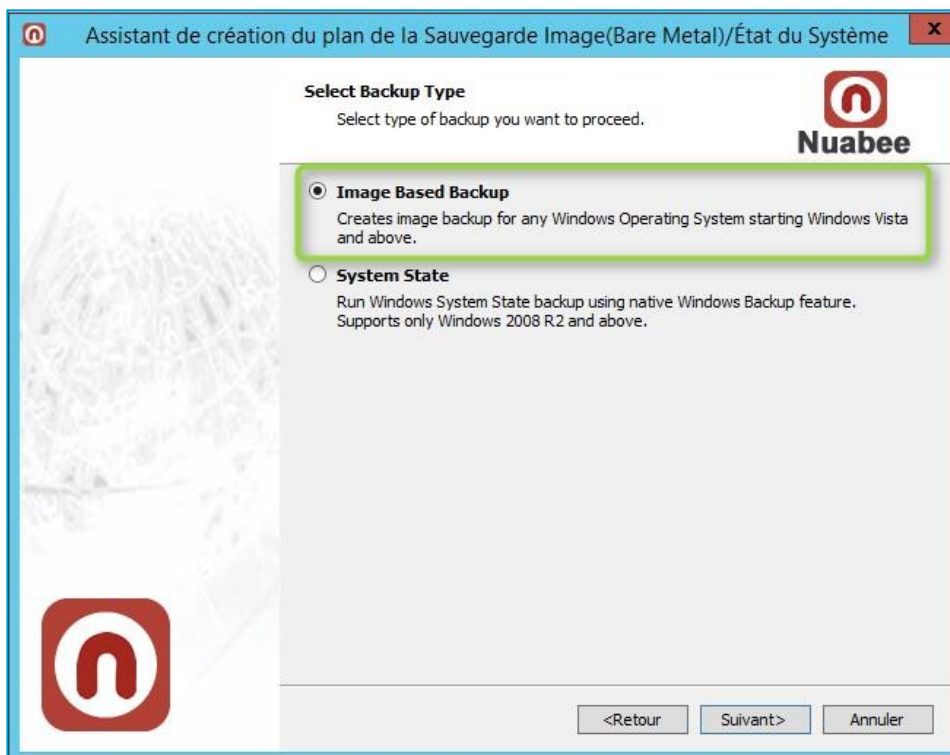 Assistant de création du plan de la Sauvegarde Image(Bare Metal)/État du Système
x
Select Backup Type
Select type of backup you want to proceed.
Nuabee
Image Based Backup
Creates image backup for any Windows Operating System starting Windows Vista
and above.
System State
Run Windows System State backup using native Windows Backup feature.
Supports only Windows 2008 R2 and above.
<Retour
Suivant>
Annuler